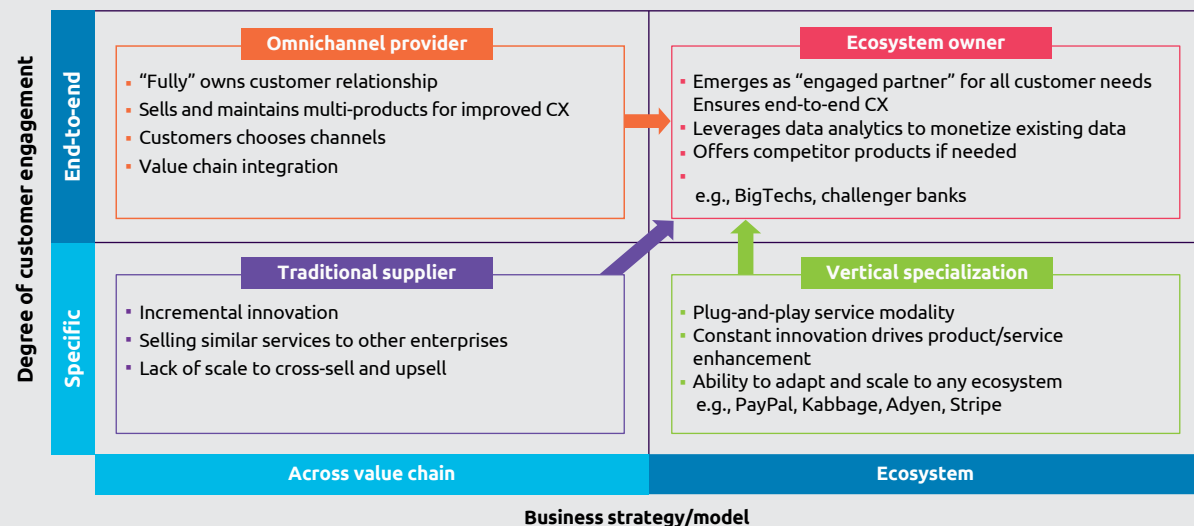 Degree of customer engagement
End-to-end
Omnichannel provider
“Fully” owns customer relationship
Sells and maintains multi-products for improved CX
Customers chooses channels
Value chain integration
Ecosystem owner
Emerges as “engaged partner” for all customer needs
Ensures end-to-end CX
Leverages data analytics to monetize existing data
Offers competitor products if needed
e.g., BigTechs, challenger banks
Specific
Traditional supplier
Incremental innovation
Selling similar services to other enterprises
Lack of scale to cross-sell and upsell
Vertical specialization
Plug-and-play service modality
Constant innovation drives product/service
enhancement
Ability to adapt and scale to any ecosystem
e.g., PayPal, Kabbage, Adyen, Stripe
Across value chain
Ecosystem
Business strategy/model